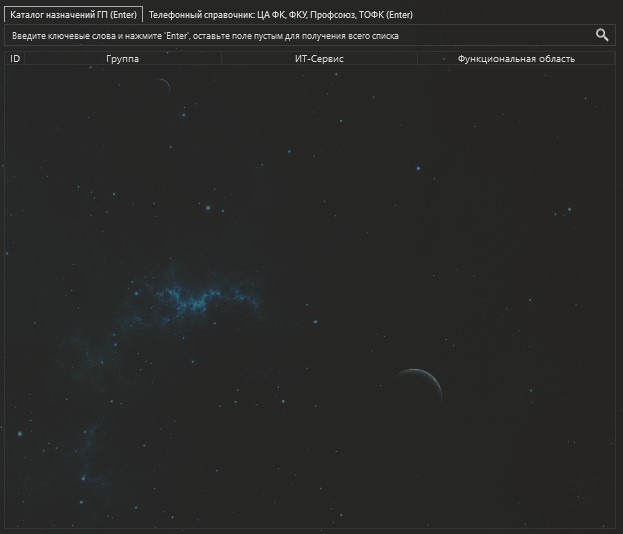 Каталог назначений ГП (Enter) Телефонный справочник: ЦА ФК, ФКУ, Профсоюз, ТОФК (Enter)
Введите ключевые слова и нажмите 'Enter', оставьте поле пустым для получения всего списка
ID Группа ИТ-Сервис Функциональная область